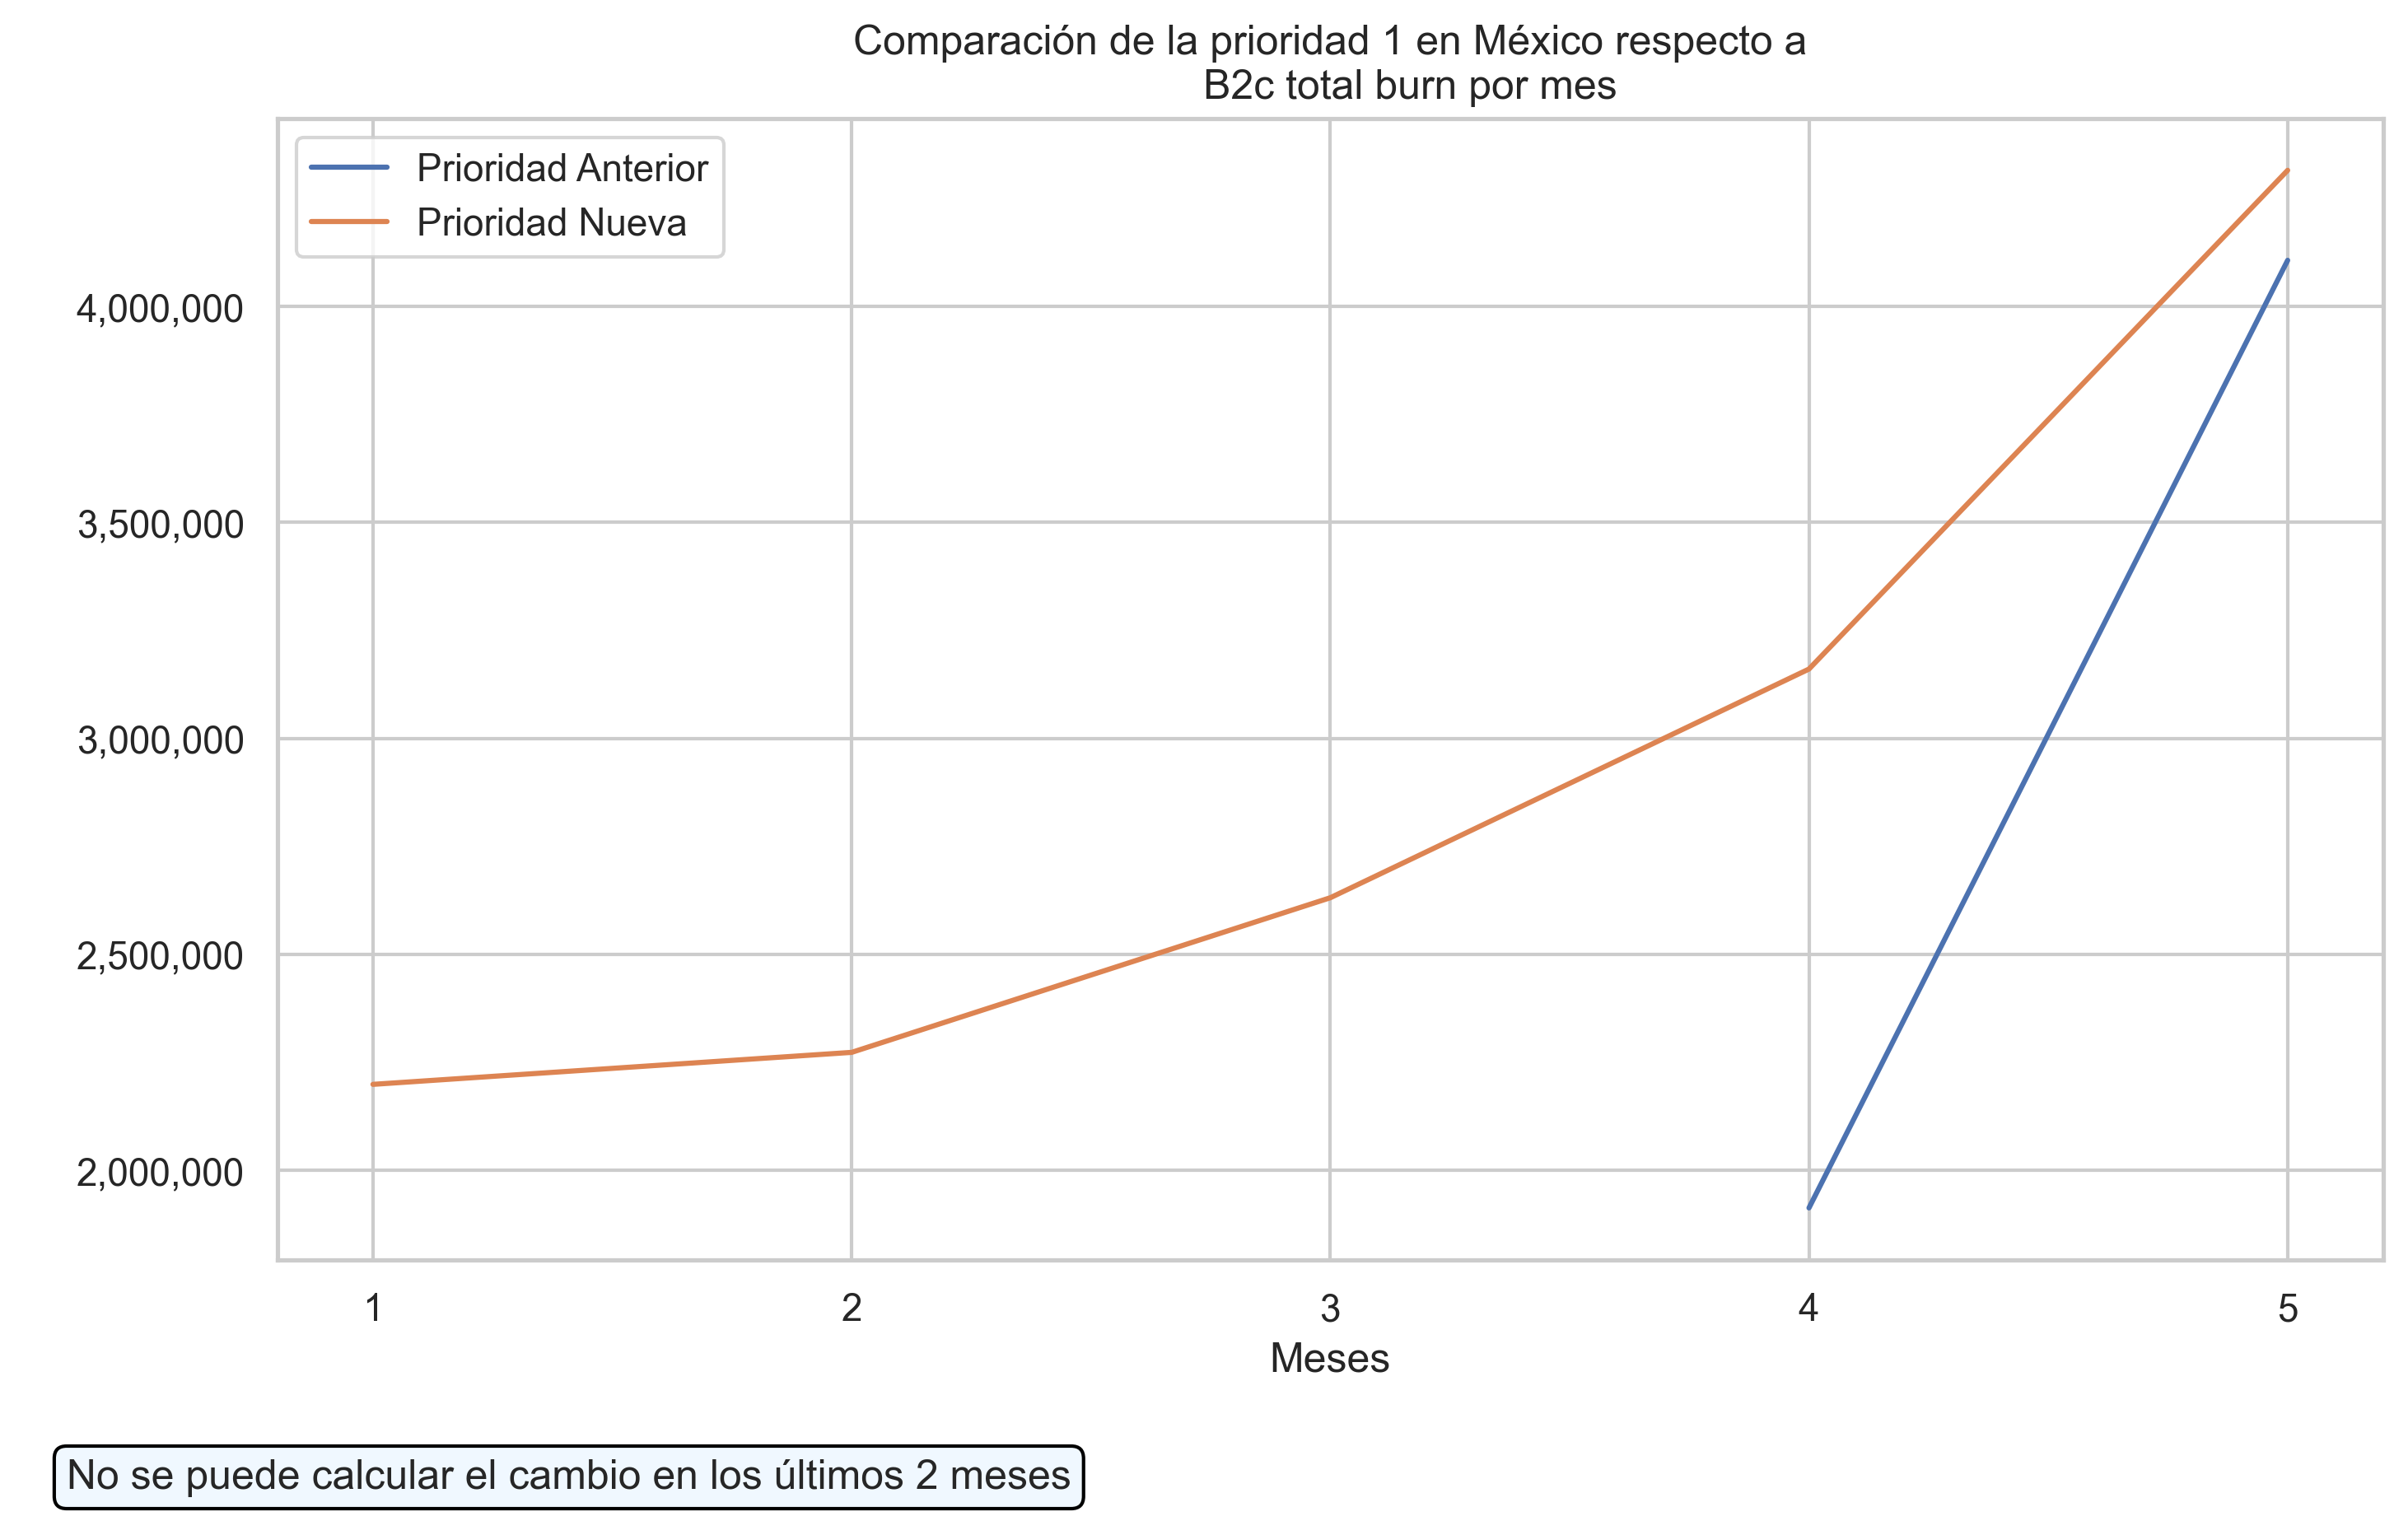 Comparación de la prioridad 1 en México respecto a
B2c total burn por mes
Prioridad Anterior
Prioridad Nueva
4,000,000
3,500,000
3,000,000
2,500,000
2,000,000
1
2
3
4
5
Meses
No se puede calcular el cambio en los últimos 2 meses